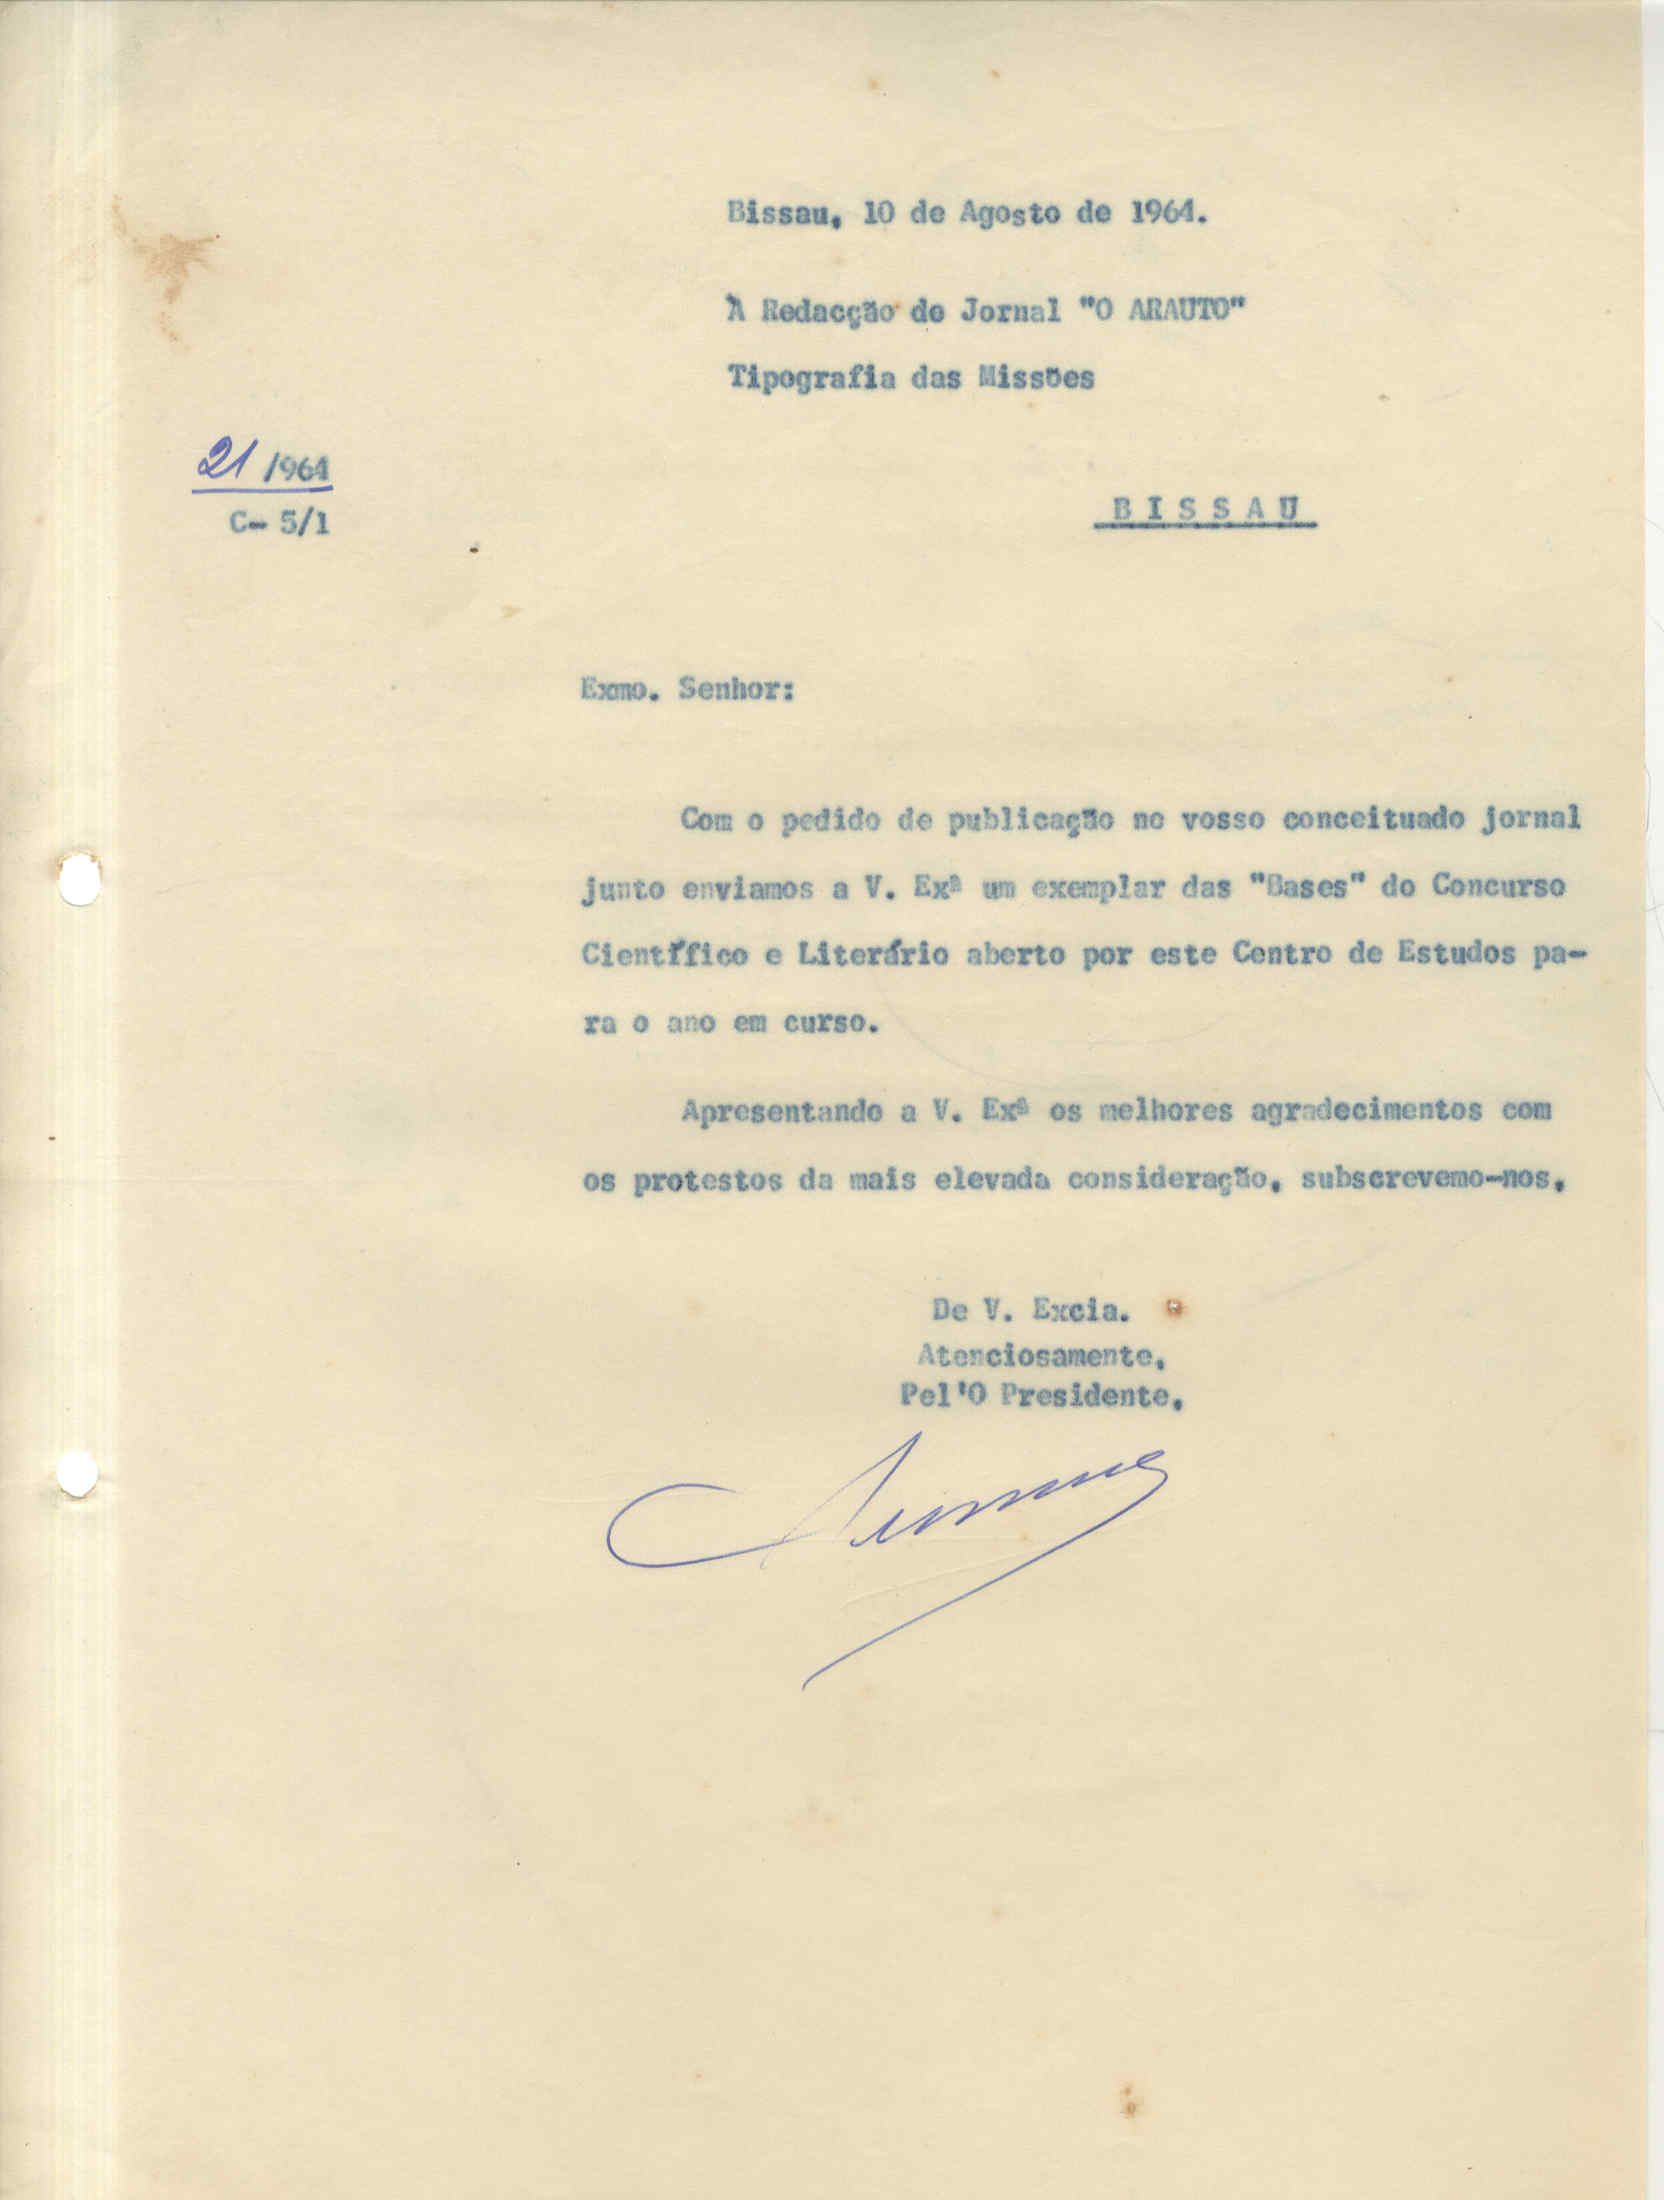 Bissau, 10 de Agosto de 1964.
À Redacção do Jornal "O ARAUTO"
Tipografia das Missões
21/964
C- 5/1
BISSAU
Exmo. Senhor:
Com o pedido de publicação no vosso conceituado jornal
junto enviamos a V. Exª um exemplar das "Bases" do Concurso
Científico e Literário aberto por este Centro de Estudos pa-
ra o ano em curso.
Apresentando a V. Exª os melhores agradecimentos com
os protestos da mais elevada consideração, subscrevemo-nos,
De V. Excia.
Atenciosamente,
Pel'O Presidente,